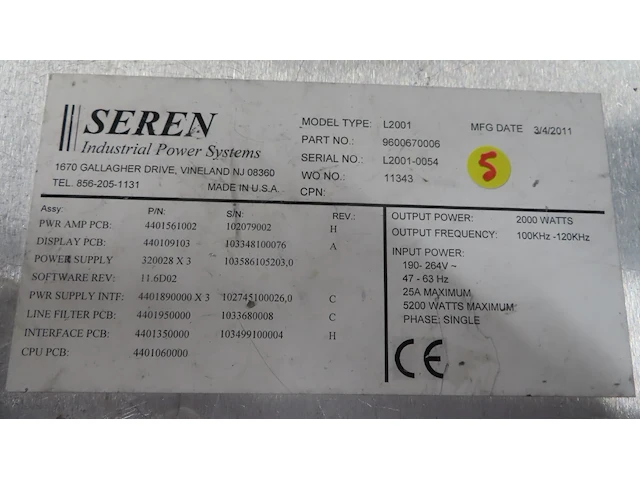 SEREN
Industrial Power Systems
1670 GALLAGHER DRIVE, VINELAND NJ 08360
TEL. 856-205-1131 MADE IN U.S.A.
MODEL TYPE: L2001 MFG DATE 3/4/2011
PART NO.: 9600670006
SERIAL NO.: L2001-0054
WO NO.: 11343
CPN:
5
Assy: P/N: S/N: REV.:
PWR AMP PCB: 4401561002 102079002 H
DISPLAY PCB: 440109103 103348100076 A
POWER SUPPLY 320028 X 3 103586105203,0
SOFTWARE REV: 11.6D02
PWR SUPPLY INTF: 4401890000 X 3 102745100026,0 C
LINE FILTER PCB: 4401950000 1033680008 C
INTERFACE PCB: 4401350000 103499100004 H
CPU PCB: 4401060000
OUTPUT POWER: 2000 WATTS
OUTPUT FREQUENCY: 100KHz -120KHz
INPUT POWER:
190- 264V ~
47 - 63 Hz
25A MAXIMUM
5200 WATTS MAXIMUM
PHASE: SINGLE
CE